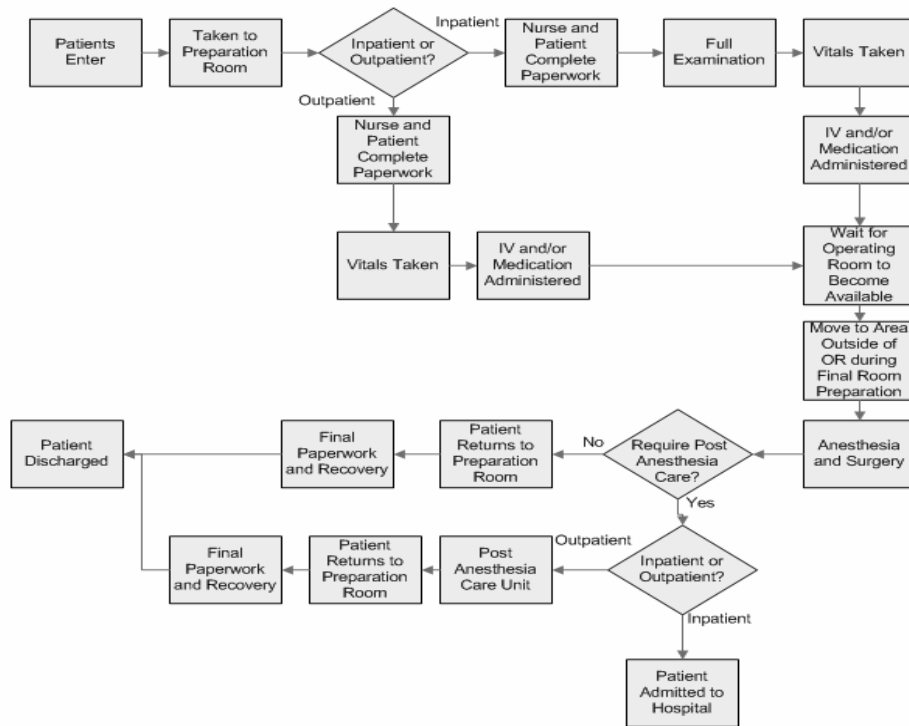 Patients
Enter
Taken to
Preparation
Room
Inpatient or
Outpatient?
Inpatient
Nurse and
Patient
Complete
Paperwork
Full
Examination
Vitals Taken
Outpatient
Nurse and
Patient
Complete
Paperwork
IV and/or
Medication
Administered
Vitals Taken
IV and/or
Medication
Administered
Wait for
Operating
Room to
Become
Available
Move to Area
Outside of
OR during
Final Room
Preparation
Patient
Discharged
Final
Paperwork
and Recovery
Patient
Returns to
Preparation
Room
No
Require Post
Anesthesia
Care?
Anesthesia
and Surgery
Yes
Final
Paperwork
and Recovery
Patient
Returns to
Preparation
Room
Post
Anesthesia
Care Unit
Outpatient
Inpatient or
Outpatient?
Inpatient
Patient
Admitted to
Hospital